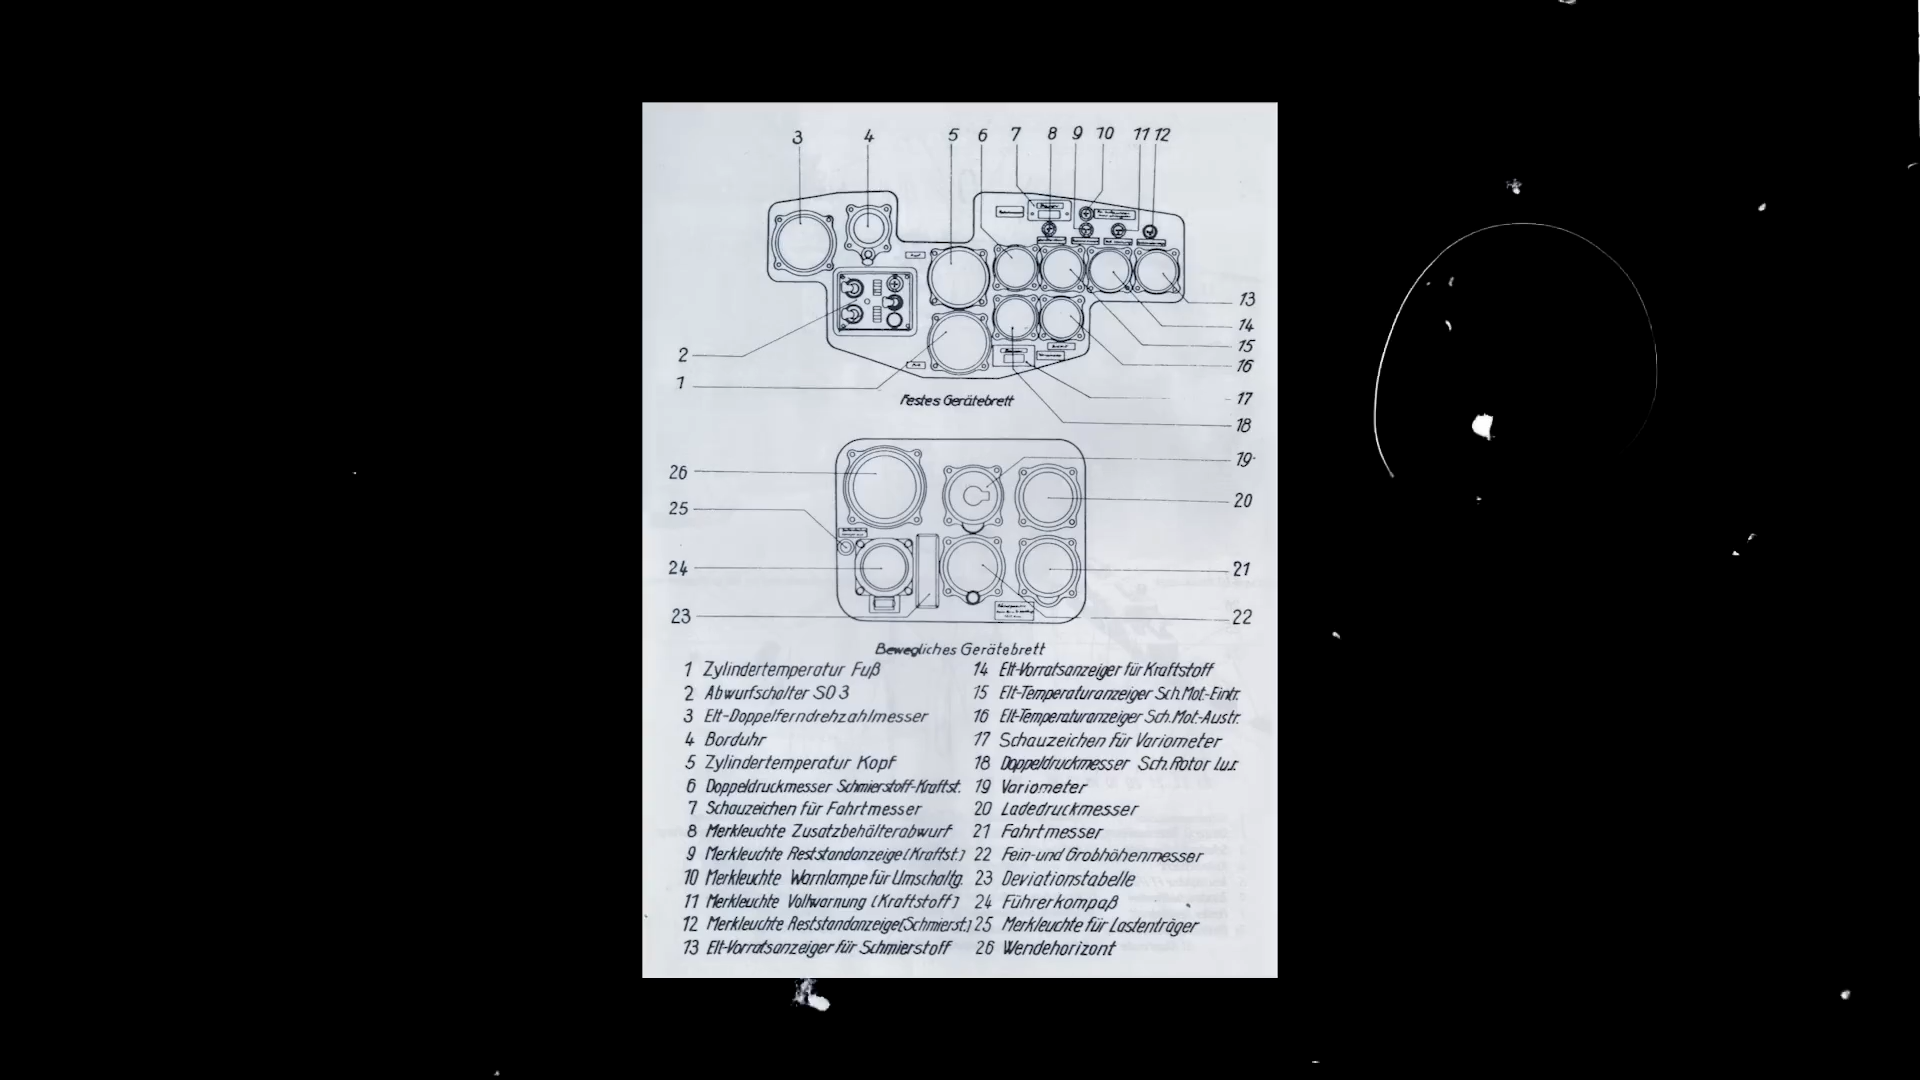 3 4 5 6 7 8 9 10 11 12
13
14
15
2
16
1
17
Festes Gerätebrett
18
19
26
20
25
24
21
23
22
Bewegliches Gerätebrett
1 Zylindertemperatur Fuß
2 Abwurfschalter SO 3
3 Elt-Doppelferndrehzahlmesser
4 Borduhr
5 Zylindertemperatur Kopf
6 Doppeldruckmesser Schmierstoff-Kraftst.
7 Schauzeichen für Fahrtmesser
8 Merkleuchte Zusatzbehälterabwurf
9 Merkleuchte Reststandanzeige (Kraftst.)
10 Merkleuchte Warnlampe für Umschaltg.
11 Merkleuchte Vollwarnung (Kraftstoff)
12 Merkleuchte Reststandanzeige (Schmierst.)
13 Elt-Vorratsanzeiger für Schmierstoff
14 Elt-Vorratsanzeiger für Kraftstoff
15 Elt-Temperaturanzeiger Sch.Mot.-Eintr.
16 Elt-Temperaturanzeiger Sch.Mot.-Austr.
17 Schauzeichen für Variometer
18 Doppeldruckmesser Sch. Rotor
19 Variometer
20 Ladedruckmesser
21 Fahrtmesser
22 Fein- und Grobhöhenmesser
23 Deviationstabelle
24 Führerkompaß
25 Merkleuchte für Lastenträger
26 Wendehorizont